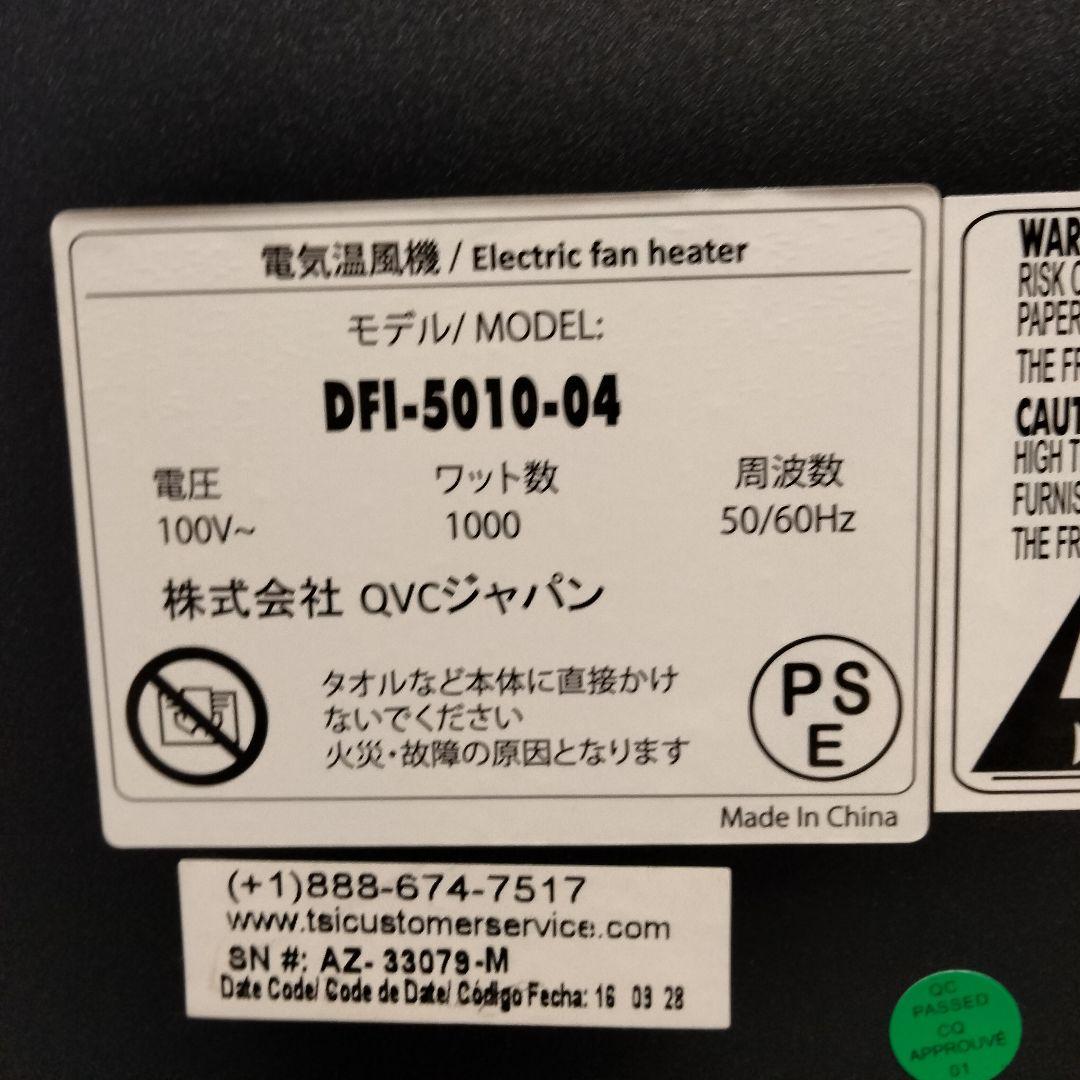 電気温風機 / Electric fan heater
モデル/ MODEL:
DFI-5010-04
電圧 ワット数 周波数
100V~ 1000 50/60Hz
株式会社 QVCジャパン
タオルなど本体に直接かけ
ないでください
火災・故障の原因となります
PS
E
Made In China
WAR
RISK
PAPER
THE FR
CAUT
HIGH T
FURNIS
THE FR
(+1)888-674-7517
www.tsicustomerservice.com
SN #: AZ- 33079-M
Date Code/ Code de Date/ Código Fecha: 16 03 28
QC
PASSED
CQ
APPROUVÉ
01